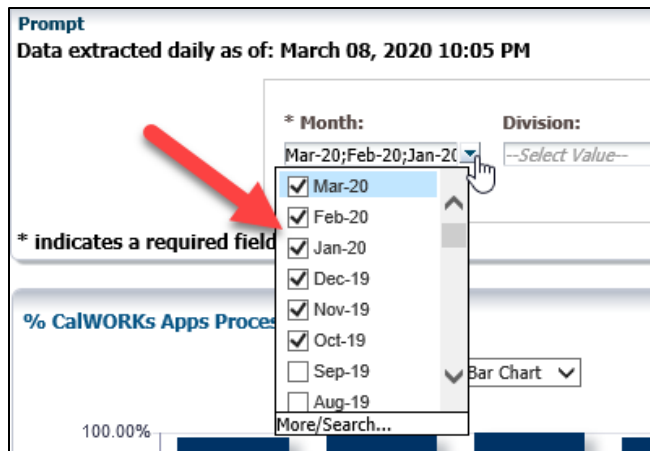 Prompt
Data extracted daily as of: March 08, 2020 10:05 PM
* Month:
Division:
Mar-20;Feb-20;Jan-20
--Select Value--
Mar-20
Feb-20
Jan-20
Dec-19
Nov-19
Oct-19
Sep-19
Aug-19
More/Search...
* indicates a required field
% CalWORKs Apps Proces
Bar Chart
100.00%